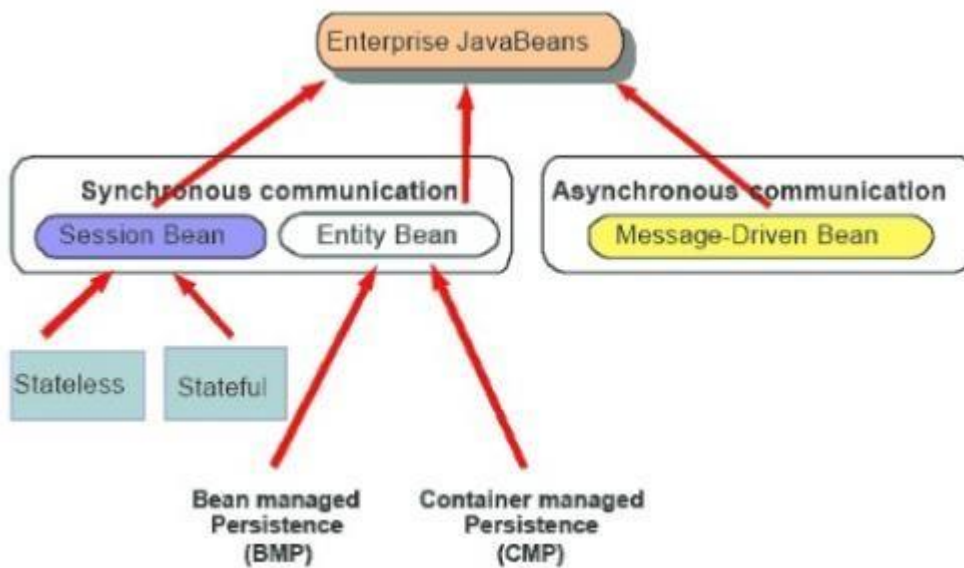 Enterprise JavaBeans
Synchronous communication
Asynchronous communication
Session Bean
Entity Bean
Message-Driven Bean
Stateless
Stateful
Bean managed
Persistence
(BMP)
Container managed
Persistence
(CMP)